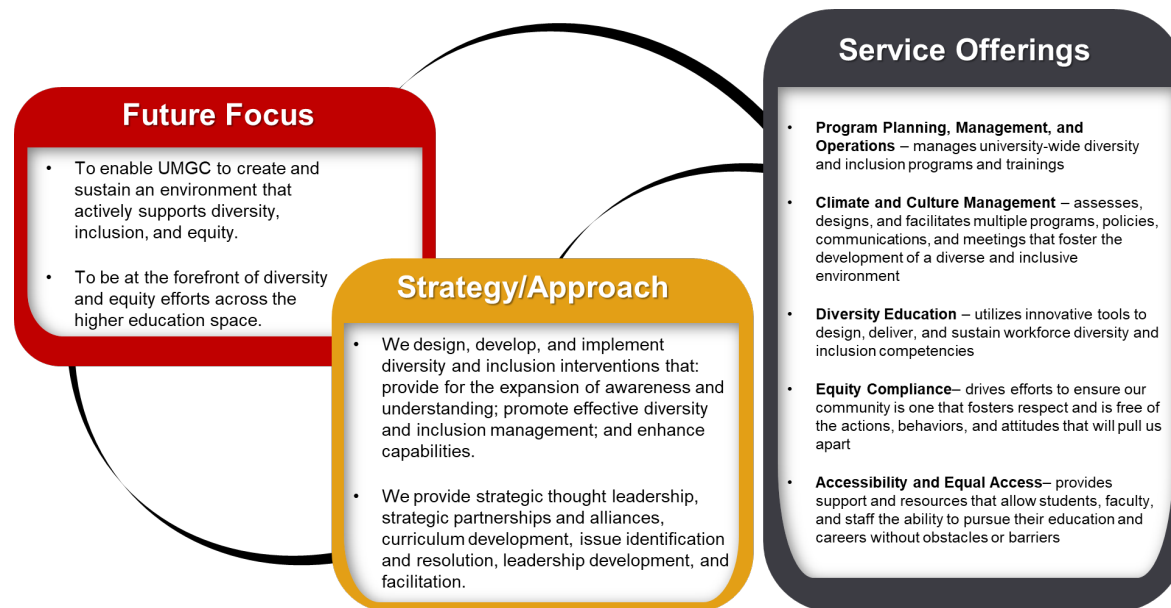 Future Focus
• To enable UMGC to create and
sustain an environment that
actively supports diversity,
inclusion, and equity.
• To be at the forefront of diversity
and equity efforts across the
higher education space.
Strategy/Approach
• We design, develop, and implement
diversity and inclusion interventions that:
provide for the expansion of awareness and
understanding; promote effective diversity
and inclusion management; and enhance
capabilities.
• We provide strategic thought leadership,
strategic partnerships and alliances,
curriculum development, issue identification
and resolution, leadership development, and
facilitation.
Service Offerings
• Program Planning, Management, and
Operations – manages university-wide diversity
and inclusion programs and trainings
• Climate and Culture Management – assesses,
designs, and facilitates multiple programs, policies,
communications, and meetings that foster the
development of a diverse and inclusive
environment
• Diversity Education – utilizes innovative tools to
design, deliver, and sustain workforce diversity and
inclusion competencies
• Equity Compliance– drives efforts to ensure our
community is one that fosters respect and is free of
the actions, behaviors, and attitudes that will pull us
apart
• Accessibility and Equal Access– provides
support and resources that allow students, faculty,
and staff the ability to pursue their education and
careers without obstacles or barriers